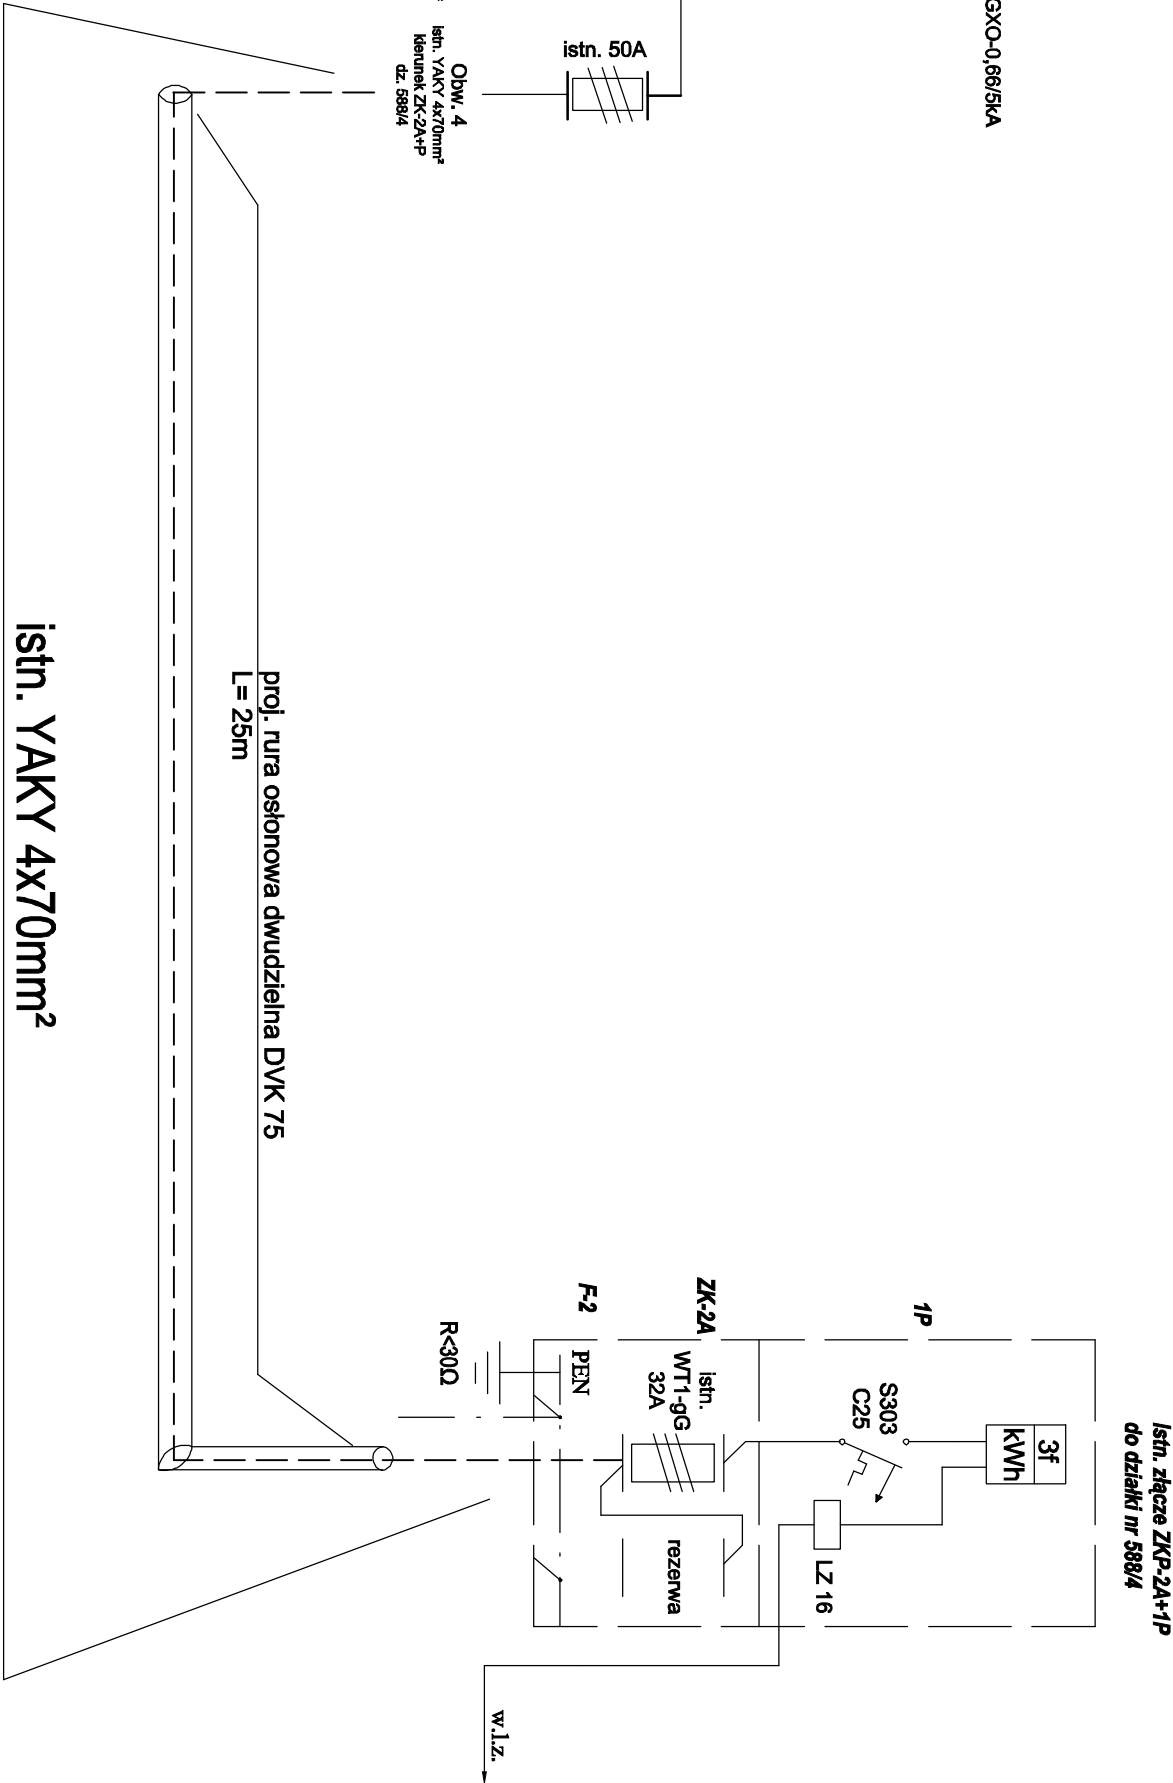 GXO-0,66/5kA
istn. 50A
Obw. 4
istn. YAKY 4x70mm²
kierunek ZK-2A+P
dz. 588/4
proj. rura osłonowa dwudzielna DVK 75
L= 25m
istn. YAKY 4x70mm²
istn. złącze ZKP-2A+1P
do działki nr 588/4
3f
kWh
1P
S303
C25
LZ 16
ZK-2A
istn.
WT1-gG
32A
rezerwa
F-2
PEN
R<30Ω
w.l.z.